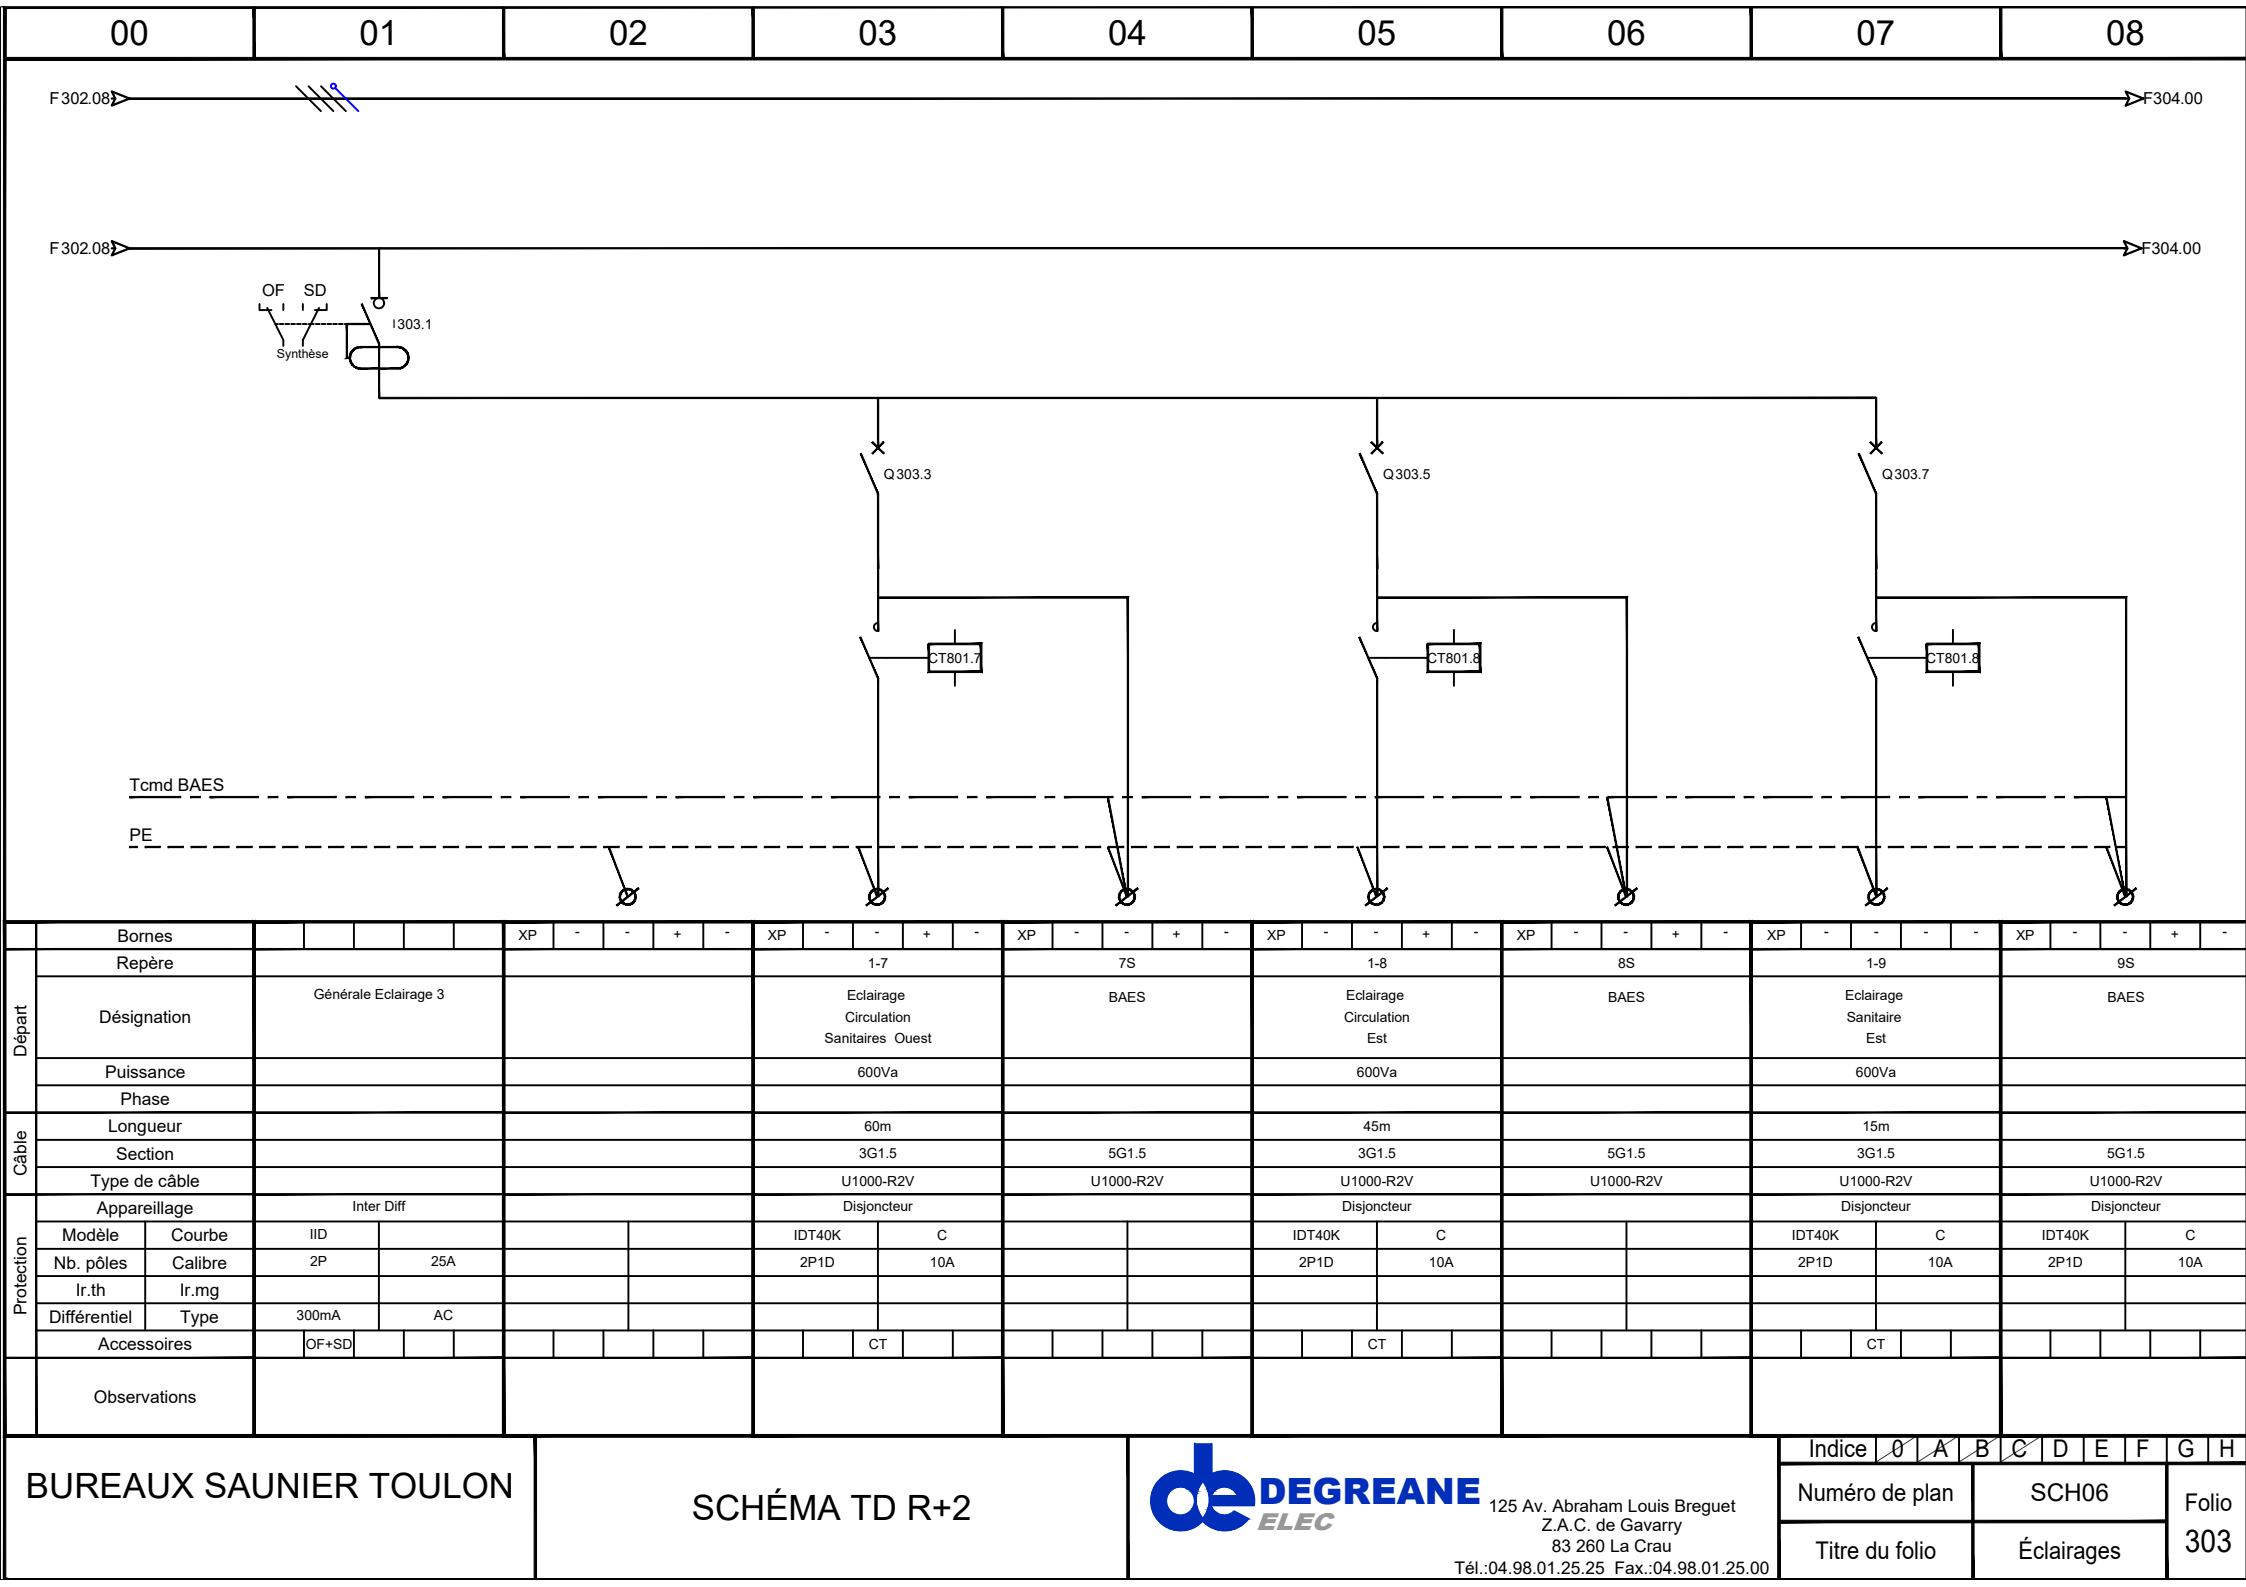 00 01 02 03 04 05 06 07 08
F302.08 F304.00
F302.08 F304.00
OF SD
I303.1
Synthèse
Q303.3 Q303.5 Q303.7
CT801.7 CT801.8 CT801.8
Tcmd BAES
PE
Bornes XP - - + - XP - - + - XP - - + - XP - - + - XP - - + - XP - - - - XP - - + -
Départ
Repère 1-7 7S 1-8 8S 1-9 9S
Désignation
Générale Eclairage 3
Eclairage
Circulation
Sanitaires Ouest
BAES
Eclairage
Circulation
Est
BAES
Eclairage
Sanitaire
Est
BAES
Puissance 600Va 600Va 600Va
Phase
Câble
Longueur 60m 45m 15m
Section 3G1.5 5G1.5 3G1.5 5G1.5 3G1.5 5G1.5
Type de câble U1000-R2V U1000-R2V U1000-R2V U1000-R2V U1000-R2V U1000-R2V
Protection
Appareillage Inter Diff Disjoncteur Disjoncteur Disjoncteur Disjoncteur
Modèle Courbe IID IDT40K C IDT40K C IDT40K C IDT40K C
Nb. pôles Calibre 2P 25A 2P1D 10A 2P1D 10A 2P1D 10A 2P1D 10A
Ir.th Ir.mg
Différentiel Type 300mA AC
Accessoires OF+SD CT CT CT
Observations
BUREAUX SAUNIER TOULON
SCHÉMA TD R+2
de DEGREANE
ELEC
125 Av. Abraham Louis Breguet
Z.A.C. de Gavarry
83 260 La Crau
Tél.:04.98.01.25.25 Fax.:04.98.01.25.00
Indice 0 A B C D E F G H
Numéro de plan SCH06
Titre du folio Éclairages
Folio
303